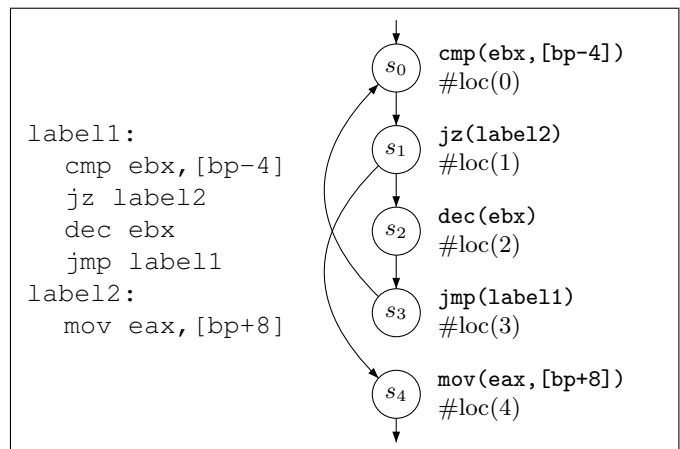 label1:
cmp ebx,[bp-4]
jz label2
dec ebx
jmp label1
label2:
mov eax,[bp+8]
s0
cmp(ebx,[bp-4])
#loc(0)
s1
jz(label2)
#loc(1)
s2
dec(ebx)
#loc(2)
s3
jmp(label1)
#loc(3)
s4
mov(eax,[bp+8])
#loc(4)